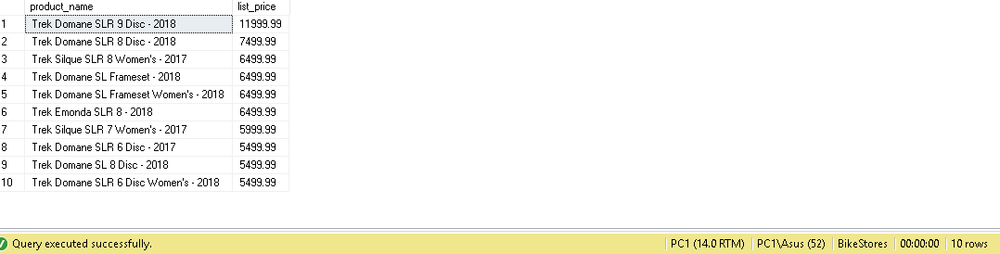 product_name list_price
1 Trek Domane SLR 9 Disc - 2018 11999.99
2 Trek Domane SLR 8 Disc - 2018 7499.99
3 Trek Silque SLR 8 Women's - 2017 6499.99
4 Trek Domane SL Frameset - 2018 6499.99
5 Trek Domane SL Frameset Women's - 2018 6499.99
6 Trek Emonda SLR 8 - 2018 6499.99
7 Trek Silque SLR 7 Women's - 2017 5999.99
8 Trek Domane SLR 6 Disc - 2017 5499.99
9 Trek Domane SL 8 Disc - 2018 5499.99
10 Trek Domane SLR 6 Disc Women's - 2018 5499.99
Query executed successfully. PC1 (14.0 RTM) PC1\Asus (52) BikeStores 00:00:00 10 rows